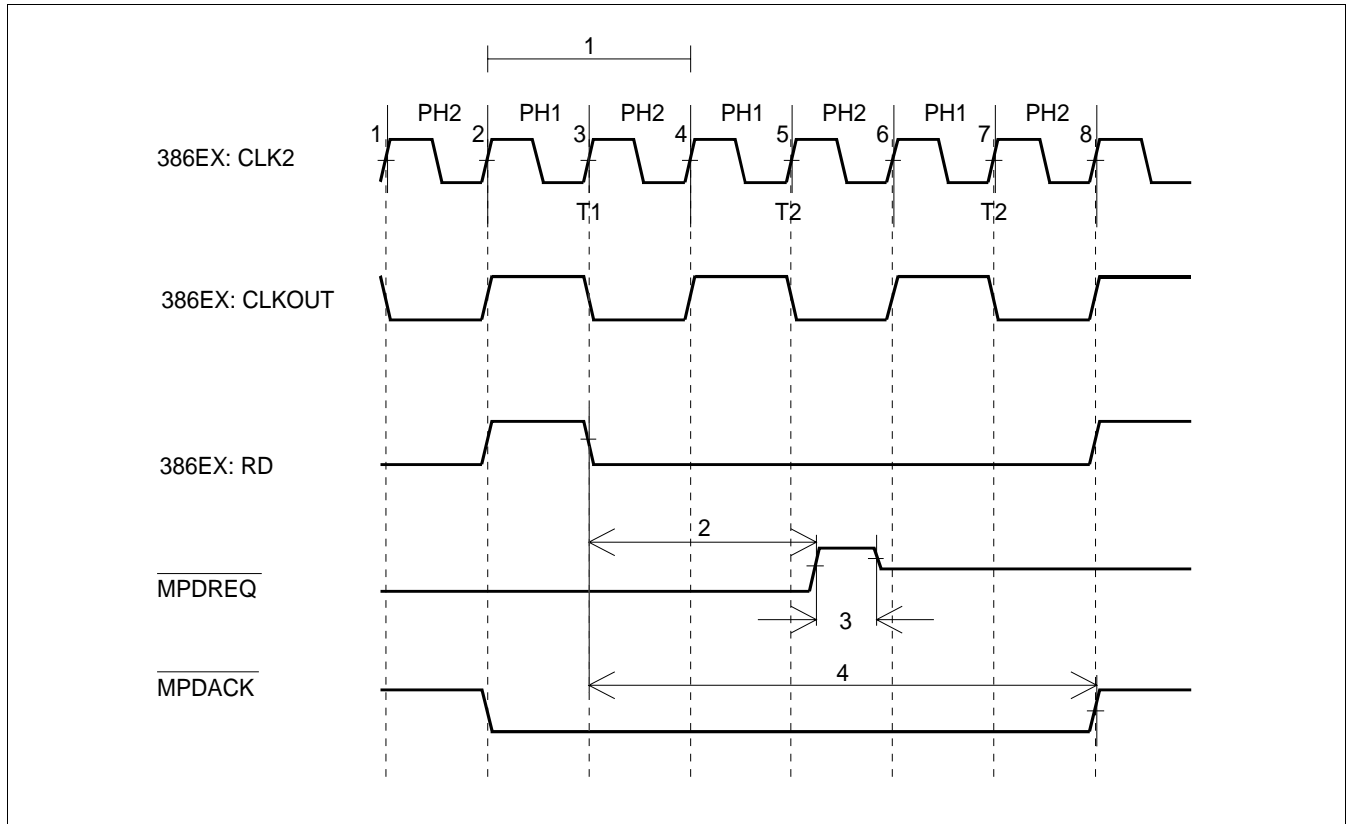 1
PH2 PH1 PH2 PH1 PH2 PH1 PH2
1 2 3 4 5 6 7 8
386EX: CLK2
T1 T2 T2
386EX: CLKOUT
386EX: RD
2
MPDREQ
3
4
MPDACK